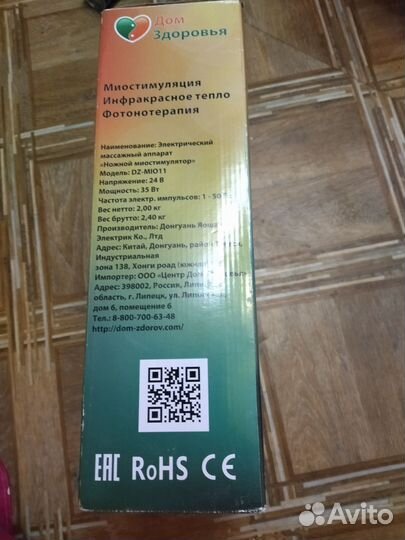 Дом
Здоровья
Миостимуляция
Инфракрасное тепло
Фотонотерапия
Наименование: Электрический
массажный аппарат
«Ножной миостимулятор»
Модель: DZ-MIO11
Напряжение: 24 В
Мощность: 35 Вт
Частота электр. импульсов: 1 - 50
Вес нетто: 2,00 кг
Вес брутто: 2,40 кг
Производитель: Донгуань
Электрик Ко., Лтд
Адрес: Китай, Донгуань, район
Индустриальная
зона 138, Хонги роад
Импортер: ООО «Центр
Адрес: 398002, Россия,
область, г. Липецк, ул.
дом 6, помещение 6
Тел.: 8-800-700-63-48
http://dom-zdorov.com/
EAC RoHS CE
Avito